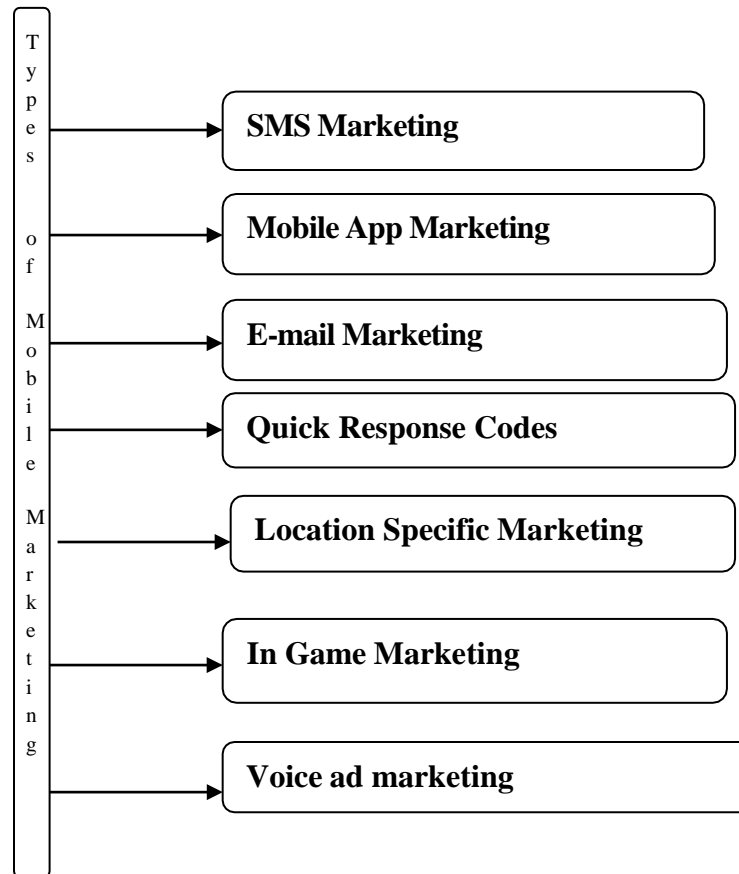 Types of Mobile Marketing
SMS Marketing
Mobile App Marketing
E-mail Marketing
Quick Response Codes
Location Specific Marketing
In Game Marketing
Voice ad marketing